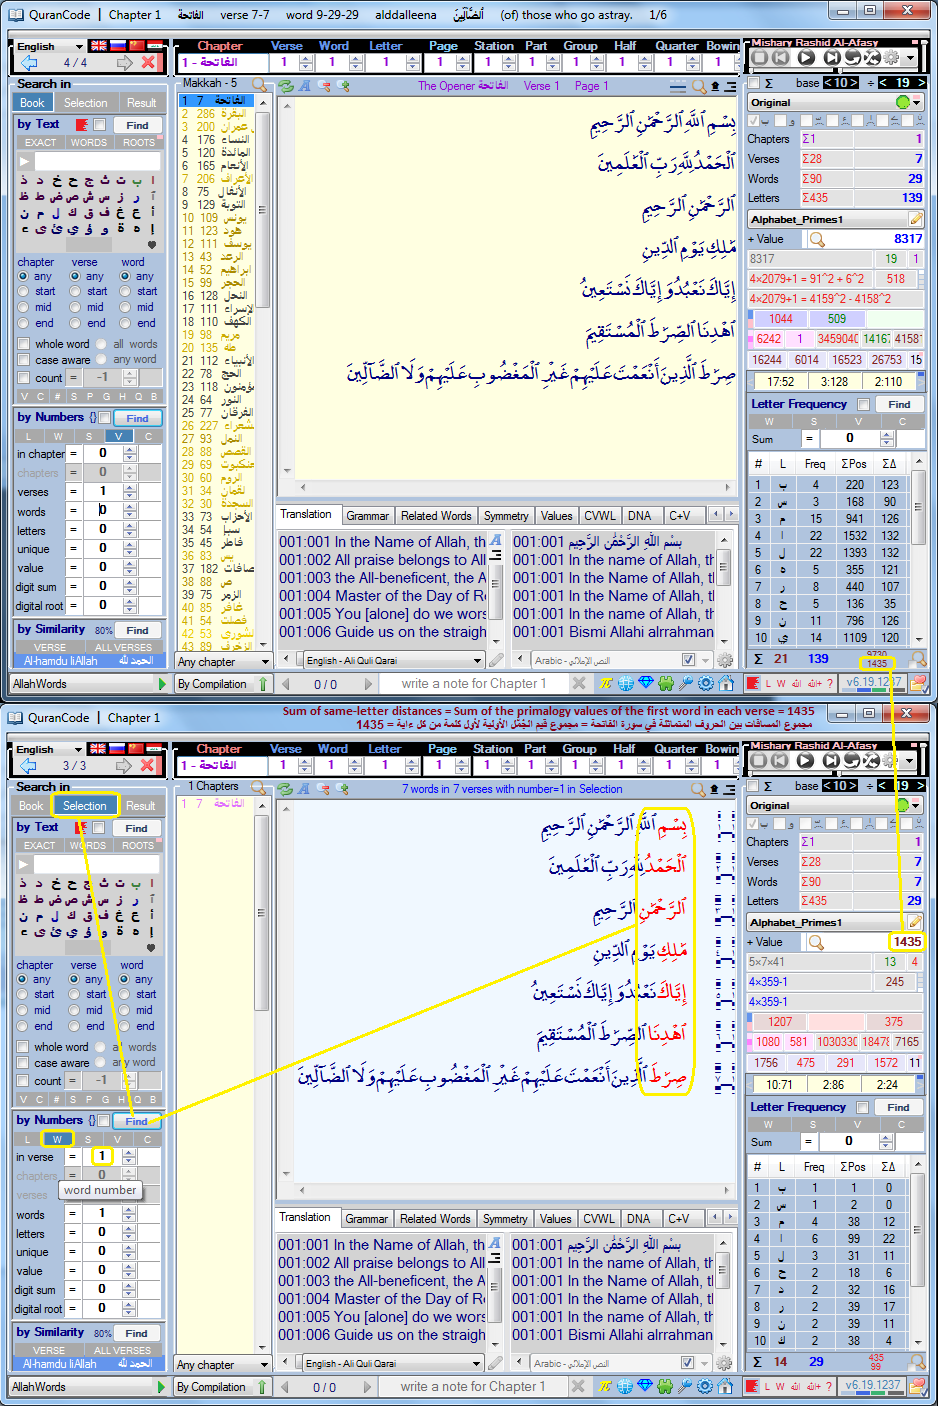 QuranCode | Chapter 1 الفاتحة verse 7-7 word 9-29-29 alddalleena ٱلضَّآلِّينَ (of) those who go astray. 1/6
English
4 / 4
Search in
Book Selection Result
by Text Find
EXACT WORDS ROOTS
chapter verse word
any any any
start start start
mid mid mid
end end end
whole word all words
case aware any word
count = -1
V C # S P G H Q B
by Numbers {} Find
L W S V C
in chapter = 0
chapters = 0
verses = 1
words = 0
letters = 0
unique = 0
value = 0
digit sum = 0
digital root = 0
by Similarity 80% Find
VERSE ALL VERSES
Al-hamdu liAllah الحمد لله
AllahWords
Chapter Verse Word Letter Page Station Part Group Half Quarter Bowin
1 - الفاتحة 1 1 1 1 1 1 1 1 1 1
Makkah - 5
1 7 الفاتحة
2 286 البقرة
3 200 آل عمران
4 176 النساء
5 120 المائدة
6 165 الأنعام
7 206 الأعراف
8 75 الأنفال
9 129 التوبة
10 109 يونس
11 123 هود
12 111 يوسف
13 43 الرعد
14 52 ابراهيم
15 99 الحجر
16 128 النحل
17 111 الإسراء
18 110 الكهف
19 98 مريم
20 135 طه
21 112 الأنبياء
22 78 الحج
23 118
24 64 النور
25 77 الفرقان
26 227
27 93 النمل
28 88 القصص
29 69
30 60 الروم
31 34 لقمان
32 30 السجدة
33 73 الأحزاب
34 54 سبإ
35 45 فاطر
36 83 يس
37 182
38 88 ص
39 75 الزمر
40 85 غافر
41 54 فصلت
42 53 الشورى
43 89 الزخرف
Any chapter
By Compilation
The Opener الفاتحة Verse 1 Page 1
بِسْمِ ٱللَّهِ ٱلرَّحْمَٰنِ ٱلرَّحِيمِ
ٱلْحَمْدُ لِلَّهِ رَبِّ ٱلْعَٰلَمِينَ
ٱلرَّحْمَٰنِ ٱلرَّحِيمِ
مَٰلِكِ يَوْمِ ٱلدِّينِ
إِيَّاكَ نَعْبُدُ وَإِيَّاكَ نَسْتَعِينُ
ٱهْدِنَا ٱلصِّرَٰطَ ٱلْمُسْتَقِيمَ
صِرَٰطَ ٱلَّذِينَ أَنْعَمْتَ عَلَيْهِمْ غَيْرِ ٱلْمَغْضُوبِ عَلَيْهِمْ وَلَا ٱلضَّآلِّينَ
Translation Grammar Related Words Symmetry Values CVWL DNA C+V
001:001 In the Name of Allah, th
001:002 All praise belongs to All
001:003 the All-beneficent, the A
001:004 Master of the Day of Re
001:005 You [alone] do we wors
001:006 Guide us on the straigh
English - Ali Quli Qarai
001:001 بِسْمِ اللَّهِ الرَّحْمَٰنِ الرَّحِيمِ
001:001 In the name of Allah, th
001:001 In the Name of Allah, th
001:001 In the Name of Allah, th
001:001 In the name of Allah, th
001:001 Bismi Allahi alrrahman
Arabic - النص الإملائي
0 / 0 write a note for Chapter 1
Mishary Rashid Al-Afasy
Σ base < 10 > ÷ < 19 >
Original
Chapters Σ1 1
Verses Σ28 7
Words Σ90 29
Letters Σ435 139
Alphabet_Primes1
+ Value 8317
8317 19 1
4×2079+1 = 91^2 + 6^2 518
4×2079+1 = 4159^2 - 4158^2
1044 509
6242 1 3459040 14167 41581
16244 6014 16523 26753 15
17:52 3:128 2:110
Letter Frequency Find
W S V C
Sum = 0
# L Freq ΣPos ΣΔ
1 ب 4 220 123
2 س 3 168 90
3 م 15 941 126
4 ا 22 1532 132
5 ل 22 1393 132
6 ه 5 355 121
7 ر 8 440 107
8 ح 5 136 35
9 ن 11 796 126
10 ي 14 1109 120
Σ 21 139 9730 1435
L W الله الله+ ? v6.19.1237
QuranCode | Chapter 1
Sum of same-letter distances = Sum of the primalogy values of the first word in each verse = 1435
مجموع المسافات بين الحروف المتماثلة في سورة الفاتحة = مجموع قيم الجُمَّل الأولية لأول كلمة من كل ءاية = 1435
English
3 / 3
Search in
Book Selection Result
by Text Find
EXACT WORDS ROOTS
chapter verse word
any any any
start start start
mid mid mid
end end end
whole word all words
case aware any word
count = -1
V C # S P G H Q B
by Numbers {} Find
L W S V C
in verse = 1
chapters = 0
verses
word number
words = 1
letters = 0
unique = 0
value = 0
digit sum = 0
digital root = 0
by Similarity 80% Find
VERSE ALL VERSES
Al-hamdu liAllah الحمد لله
AllahWords
Chapter Verse Word Letter Page Station Part Group Half Quarter Bowin
1 - الفاتحة 1 1 1 1 1 1 1 1 1 1
1 Chapters
1 7 الفاتحة
Any chapter
By Compilation
7 words in 7 verses with number=1 in Selection
بِسْمِ ٱللَّهِ ٱلرَّحْمَٰنِ ٱلرَّحِيمِ
ٱلْحَمْدُ لِلَّهِ رَبِّ ٱلْعَٰلَمِينَ
ٱلرَّحْمَٰنِ ٱلرَّحِيمِ
مَٰلِكِ يَوْمِ ٱلدِّينِ
إِيَّاكَ نَعْبُدُ وَإِيَّاكَ نَسْتَعِينُ
ٱهْدِنَا ٱلصِّرَٰطَ ٱلْمُسْتَقِيمَ
صِرَٰطَ ٱلَّذِينَ أَنْعَمْتَ عَلَيْهِمْ غَيْرِ ٱلْمَغْضُوبِ عَلَيْهِمْ وَلَا ٱلضَّآلِّينَ
Translation Grammar Related Words Symmetry Values CVWL DNA C+V
001:001 In the Name of Allah, th
001:002 All praise belongs to All
001:003 the All-beneficent, the A
001:004 Master of the Day of Re
001:005 You [alone] do we wors
001:006 Guide us on the straigh
English - Ali Quli Qarai
001:001 بِسْمِ اللَّهِ الرَّحْمَٰنِ الرَّحِيمِ
001:001 In the name of Allah, th
001:001 In the Name of Allah, th
001:001 In the Name of Allah, th
001:001 In the name of Allah, th
001:001 Bismi Allahi alrrahman
Arabic - النص الإملائي
0 / 0 write a note for Chapter 1
Mishary Rashid Al-Afasy
Σ base < 10 > ÷ < 19 >
Original
Chapters Σ1 1
Verses Σ28 7
Words Σ90 7
Letters Σ435 29
Alphabet_Primes1
+ Value 1435
5×7×41 13 4
4×359-1 245
4×359-1
1207 375
1080 581 1030330 18478 7165
1756 475 291 1572 11
10:71 2:86 2:24
Letter Frequency Find
W S V C
Sum = 0
# L Freq ΣPos ΣΔ
1 ب 1 1 0
2 س 1 2 0
3 م 4 38 12
4 ا 6 99 22
5 ل 3 31 11
6 ح 2 18 6
7 د 2 32 16
8 ر 2 39 17
9 ن 2 39 11
10 ك 2 38 4
Σ 14 29 435 99
L W الله الله+ ? v6.19.1237